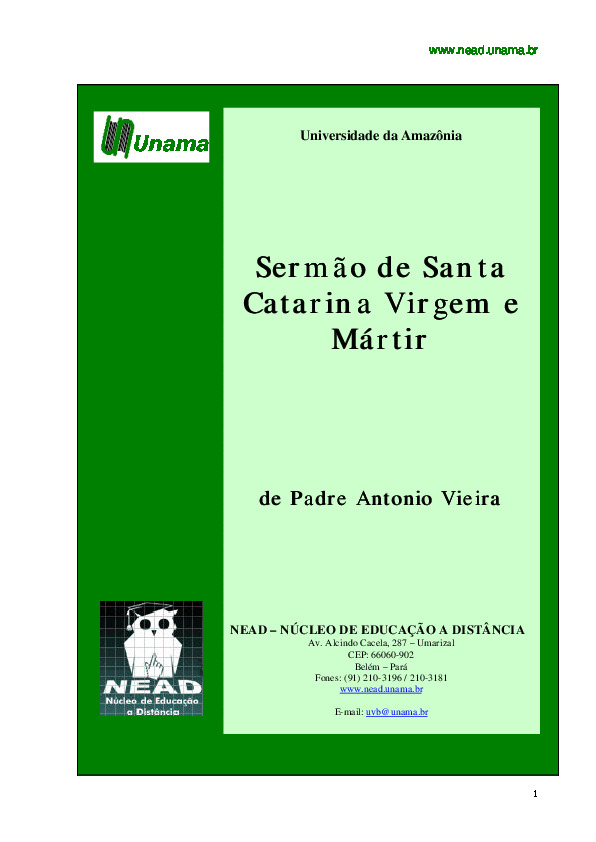 www.nead.unama.br
Unama
Universidade da Amazônia
Sermão de Santa
Catarina Virgem e
Mártir
de Padre Antonio Vieira
NEAD
Núcleo de Educação
a Distância
NEAD – NÚCLEO DE EDUCAÇÃO A DISTÂNCIA
Av. Alcindo Cacela, 287 – Umarizal
CEP: 66060-902
Belém – Pará
Fones: (91) 210-3196 / 210-3181
www.nead.unama.br
E-mail: uvb@unama.br
1